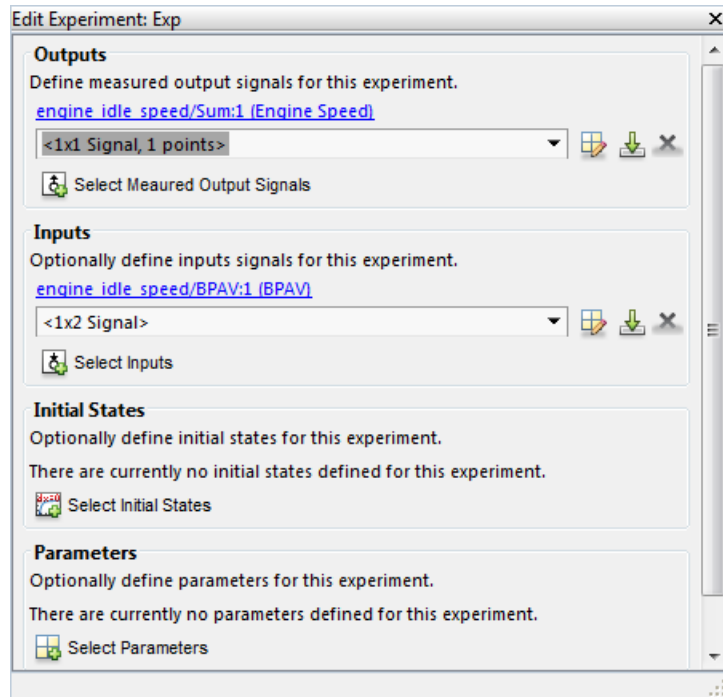 Edit Experiment: Exp
Outputs
Define measured output signals for this experiment.
engine_idle_speed/Sum:1 (Engine Speed)
<1x1 Signal, 1 points>
Select Meaured Output Signals
Inputs
Optionally define inputs signals for this experiment.
engine_idle_speed/BPAV:1 (BPAV)
<1x2 Signal>
Select Inputs
Initial States
Optionally define initial states for this experiment.
There are currently no initial states defined for this experiment.
Select Initial States
Parameters
Optionally define parameters for this experiment.
There are currently no parameters defined for this experiment.
Select Parameters